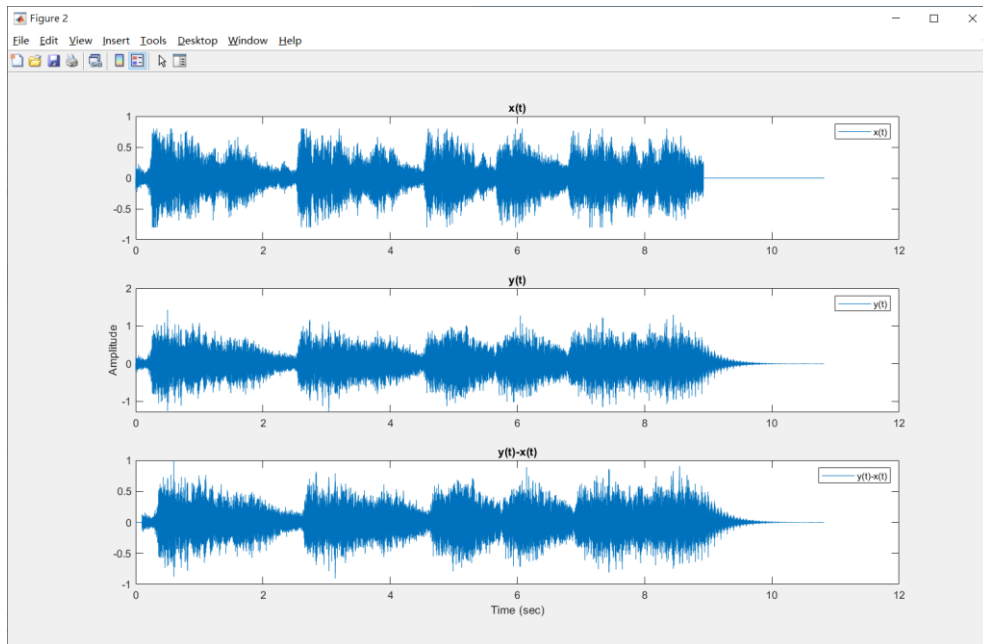 Figure 2
File Edit View Insert Tools Desktop Window Help
x(t)
1
0.5
0
-0.5
-1
x(t)
0 2 4 6 8 10 12
y(t)
2
1
0
-1
Amplitude
y(t)
0 2 4 6 8 10 12
y(t)-x(t)
1
0.5
0
-0.5
-1
y(t)-x(t)
0 2 4 6 8 10 12
Time (sec)